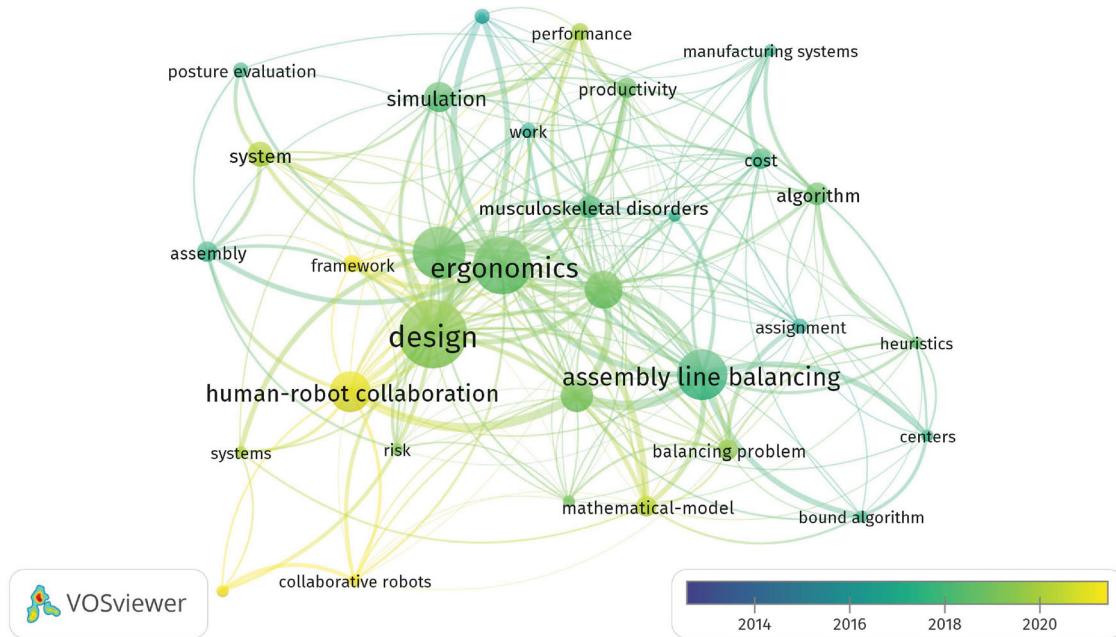 performance
manufacturing systems
posture evaluation
simulation
productivity
work
system
cost
algorithm
musculoskeletal disorders
assembly
framework
ergonomics
assignment
design
heuristics
assembly line balancing
human-robot collaboration
centers
systems
risk
balancing problem
mathematical-model
bound algorithm
collaborative robots
VOSviewer
2014 2016 2018 2020